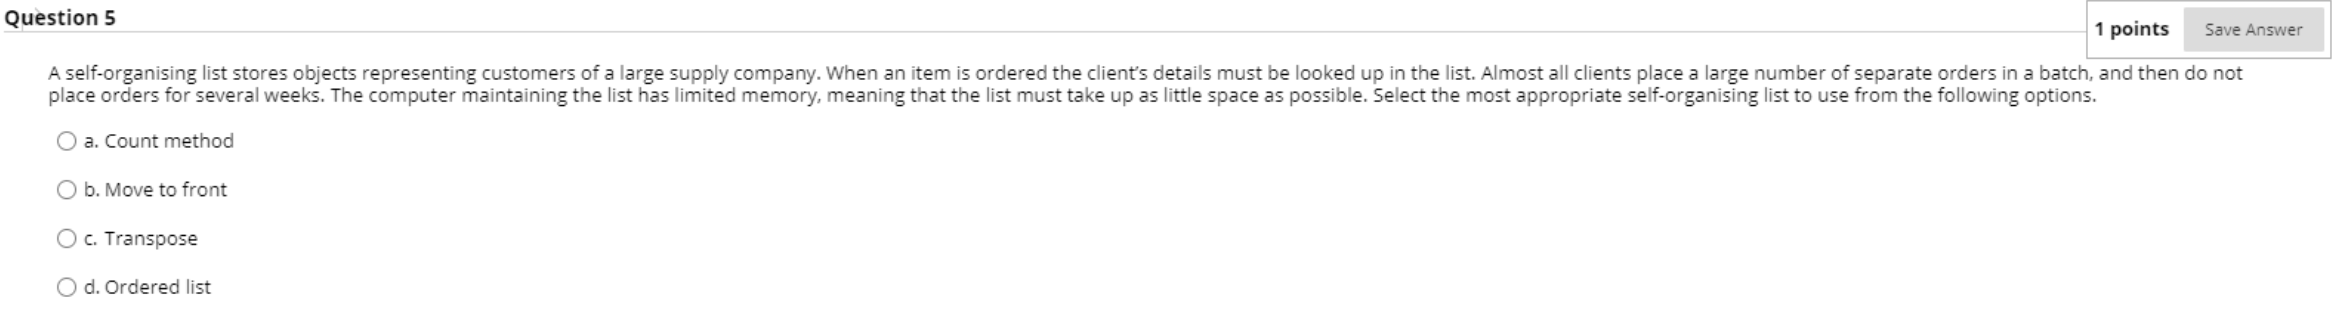 Question 5
1 points
Save Answer
A self-organising list stores objects representing customers of a large supply company. When an item is ordered the client's details must be looked up in the list. Almost all clients place a large number of separate orders in a batch, and then do not
place orders for several weeks. The computer maintaining the list has limited memory, meaning that the list must take up as little space as possible. Select the most appropriate self-organising list to use from the following options.
a. Count method
b. Move to front
c. Transpose
d. Ordered list